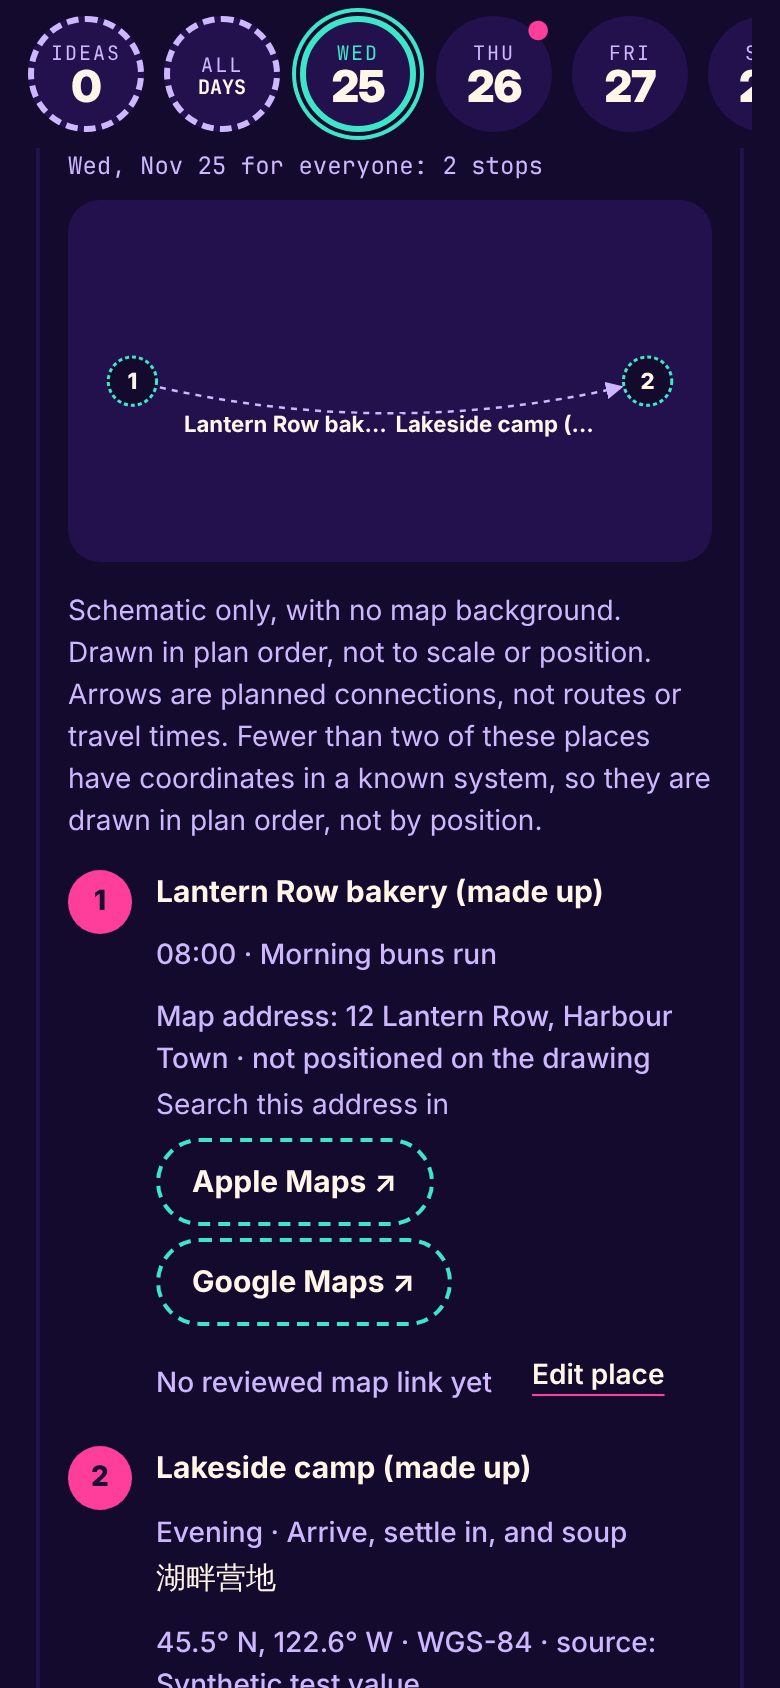 IDEAS
0
ALL
DAYS
WED
25
THU
26
FRI
27
Wed, Nov 25 for everyone: 2 stops
1
2
Lantern Row bak... Lakeside camp (...
Schematic only, with no map background.
Drawn in plan order, not to scale or position.
Arrows are planned connections, not routes or
travel times. Fewer than two of these places
have coordinates in a known system, so they are
drawn in plan order, not by position.
1
Lantern Row bakery (made up)
08:00 · Morning buns run
Map address: 12 Lantern Row, Harbour
Town · not positioned on the drawing
Search this address in
Apple Maps ↗
Google Maps ↗
No reviewed map link yet
Edit place
2
Lakeside camp (made up)
Evening · Arrive, settle in, and soup
湖畔营地
45.5° N, 122.6° W · WGS-84 · source:
Synthetic test value